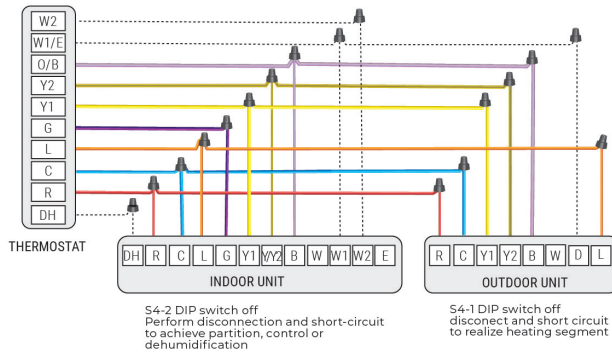 W2
W1/E
O/B
Y2
Y1
G
L
C
R
DH
THERMOSTAT
DH R C L G Y1 Y/Y2 B W W1 W2 E
INDOOR UNIT
R C Y1 Y2 B W D L
OUTDOOR UNIT
S4-2 DIP switch off
Perform disconnection and short-circuit
to achieve partition, control or
dehumidification
S4-1 DIP switch off
disconect and short circuit
to realize heating segment